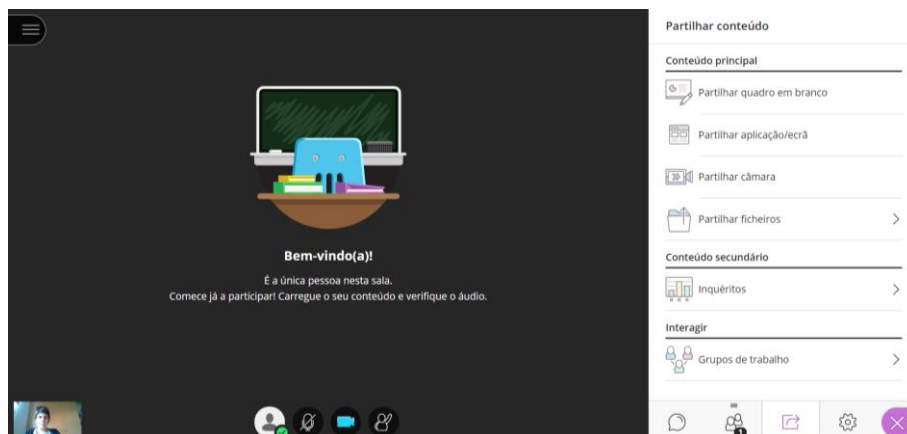 Bem-vindo(a)!
É a única pessoa nesta sala.
Comece já a participar! Carregue o seu conteúdo e verifique o áudio.
Partilhar conteúdo
Conteúdo principal
Partilhar quadro em branco
Partilhar aplicação/ecrã
Partilhar câmara
Partilhar ficheiros
Conteúdo secundário
Inquéritos
Interagir
Grupos de trabalho
1